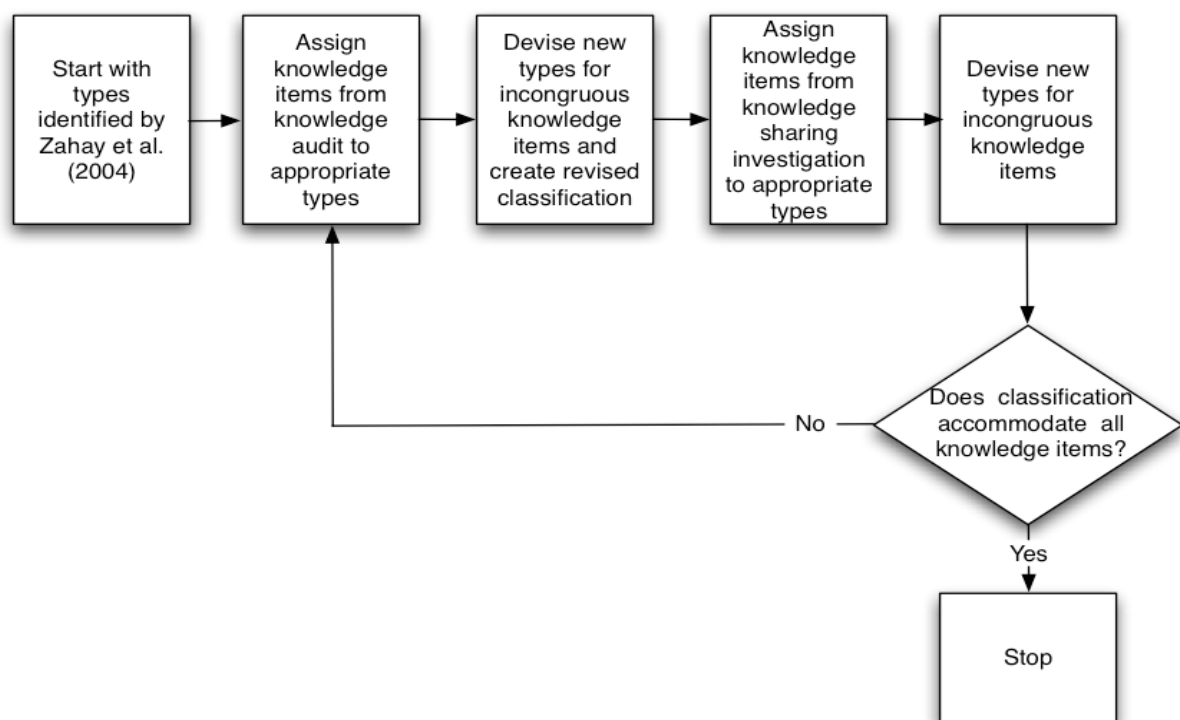 Start with
types
identified by
Zahay et al.
(2004)
Assign
knowledge
items from
knowledge
audit to
appropriate
types
Devise new
types for
incongruous
knowledge
items and
create revised
classification
Assign
knowledge
items from
knowledge
sharing
investigation
to appropriate
types
Devise new
types for
incongruous
knowledge
items
Does classification
accommodate all
knowledge items?
No
Yes
Stop